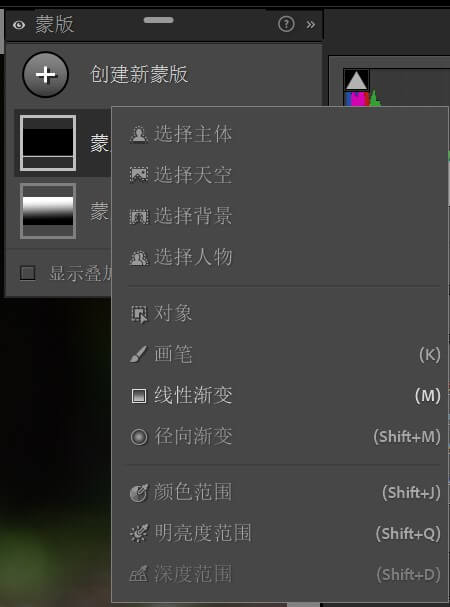 蒙版
创建新蒙版
蒙
蒙
显示叠加
选择主体
选择天空
选择背景
选择人物
对象
画笔 (K)
线性渐变 (M)
径向渐变 (Shift+M)
颜色范围 (Shift+J)
明亮度范围 (Shift+Q)
深度范围 (Shift+D)